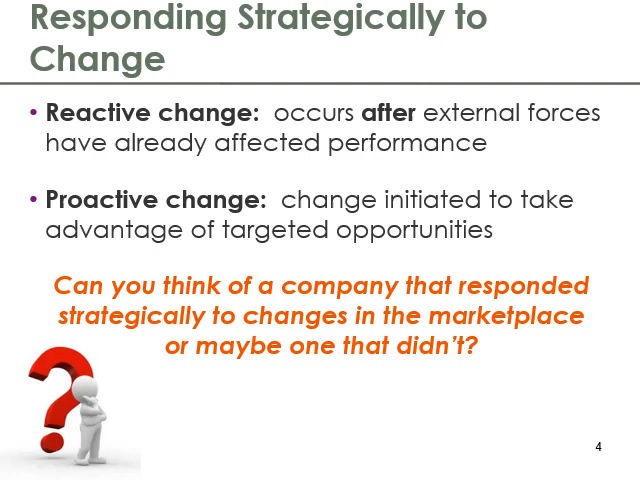 Responding Strategically to
Change
• Reactive change:  occurs after external forces
have already affected performance
• Proactive change:  change initiated to take
advantage of targeted opportunities
Can you think of a company that responded
strategically to changes in the marketplace
or maybe one that didn’t?
4